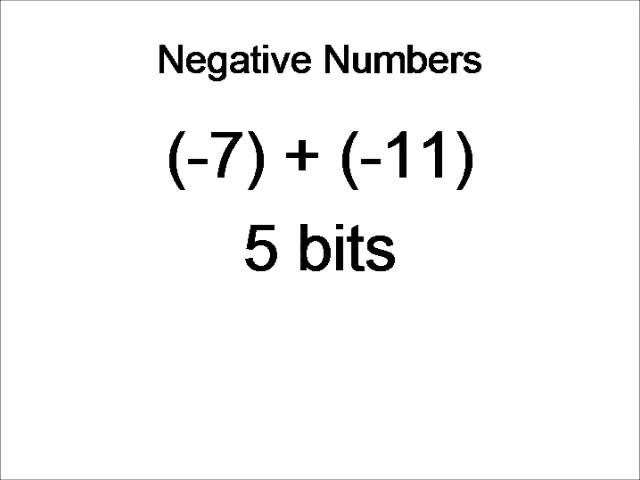 Negative Numbers
(-7) + (-11)
5 bits